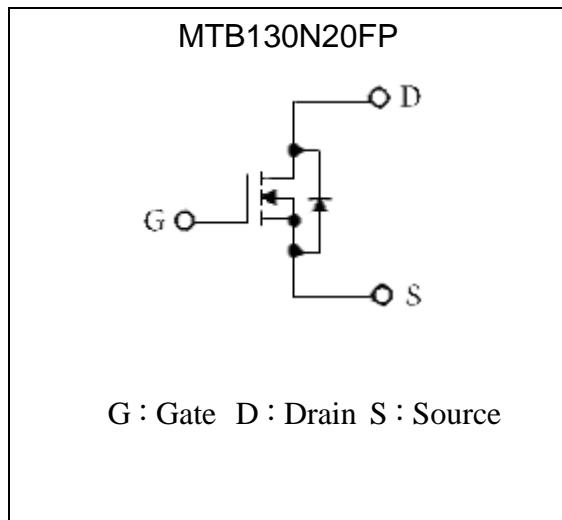 MTB130N20FP
D
G
S
G：Gate D：Drain S：Source